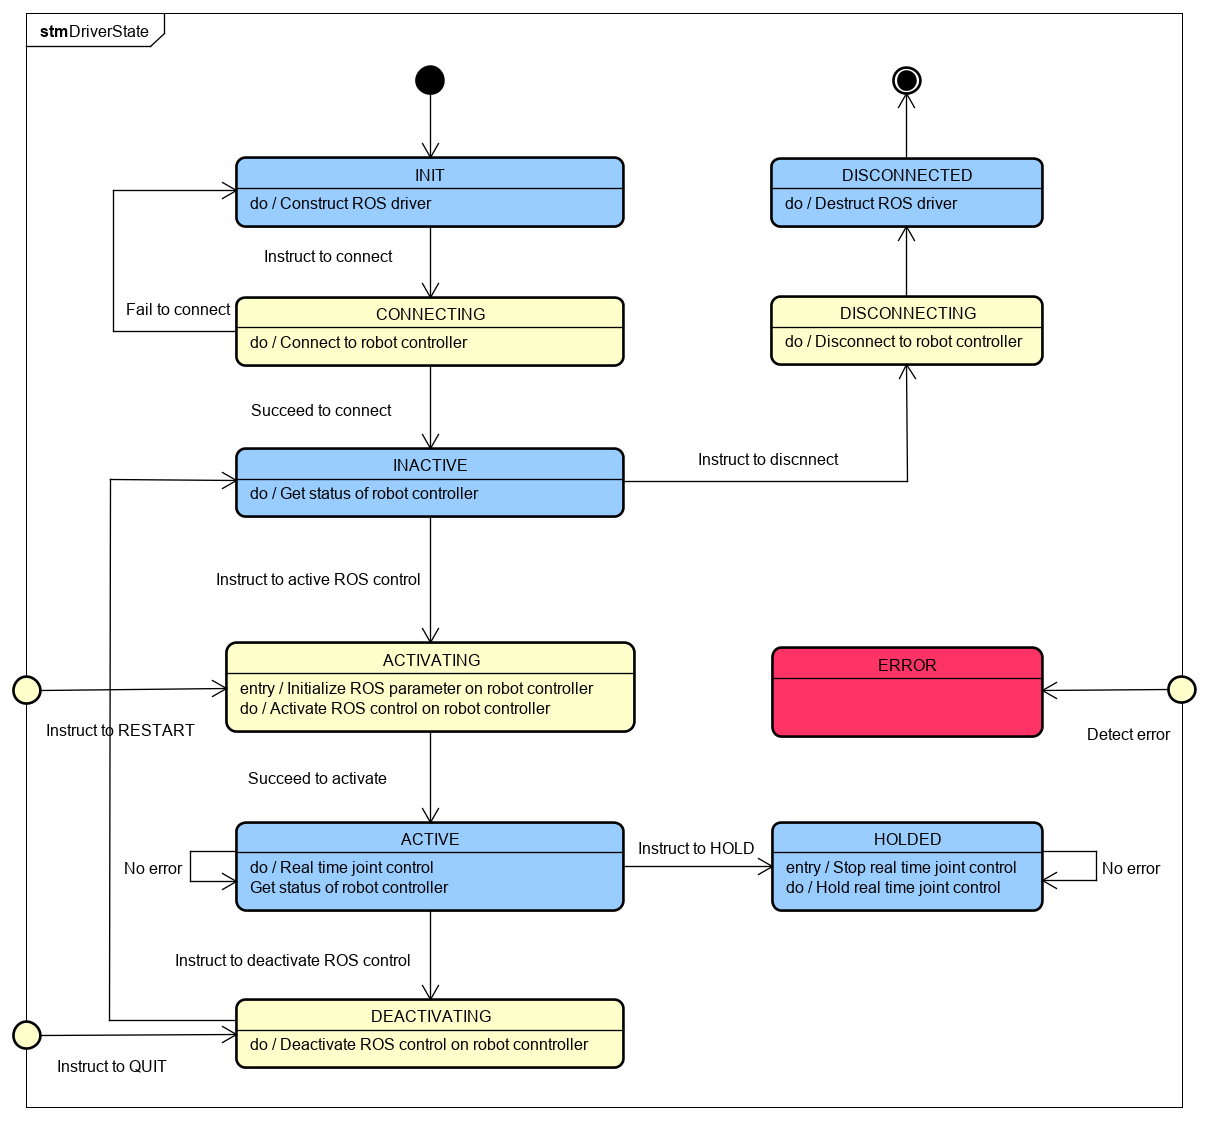 stmDriverState
INIT
do / Construct ROS driver
DISCONNECTED
do / Destruct ROS driver
Instruct to connect
Fail to connect
CONNECTING
do / Connect to robot controller
DISCONNECTING
do / Disconnect to robot controller
Succeed to connect
INACTIVE
do / Get status of robot controller
Instruct to discnnect
Instruct to active ROS control
ACTIVATING
entry / Initialize ROS parameter on robot controller
do / Activate ROS control on robot controller
ERROR
Instruct to RESTART
Detect error
Succeed to activate
ACTIVE
do / Real time joint control
Get status of robot controller
No error
Instruct to HOLD
HOLDED
entry / Stop real time joint control
do / Hold real time joint control
No error
Instruct to deactivate ROS control
DEACTIVATING
do / Deactivate ROS control on robot conntroller
Instruct to QUIT